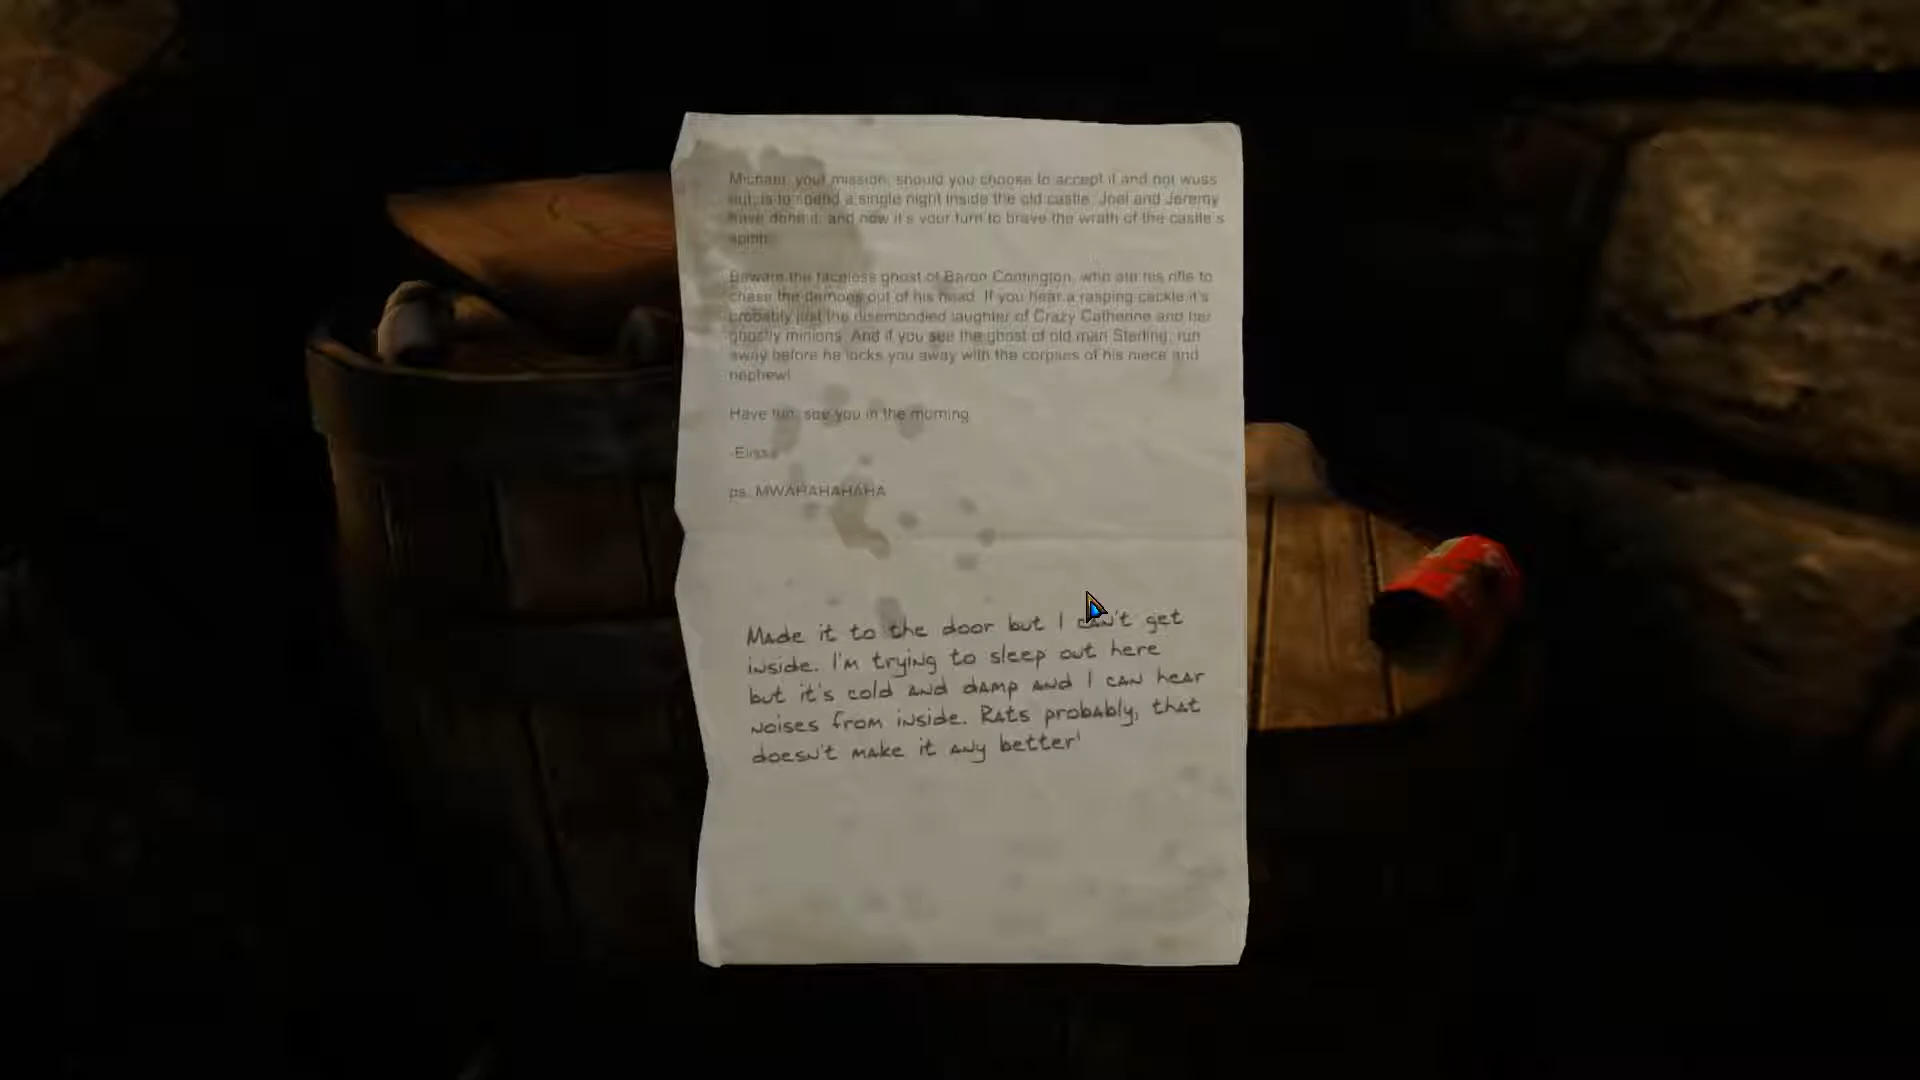 Michael, your mission, should you choose to accept it and not wuss
out, is to spend a single night inside the old castle. Joel and Jeremy
have done it, and now it's your turn to brave the wrath of the castle's
spirits.
Beware the faceless ghost of Baron Contington, who ate his rifle to
chase the demons out of his head. If you hear a rasping cackle it's
probably just the disembodied laughter of Crazy Catherine and her
ghostly minions. And if you see the ghost of old man Sterling, run
away before he locks you away with the corpses of his niece and
nephew!
Have fun, see you in the morning
ps. MWAHAHAHAHA
Made it to the door but I can't get
inside. I'm trying to sleep out here
but it's cold and damp and I can hear
noises from inside. Rats probably, that
doesn't make it any better!